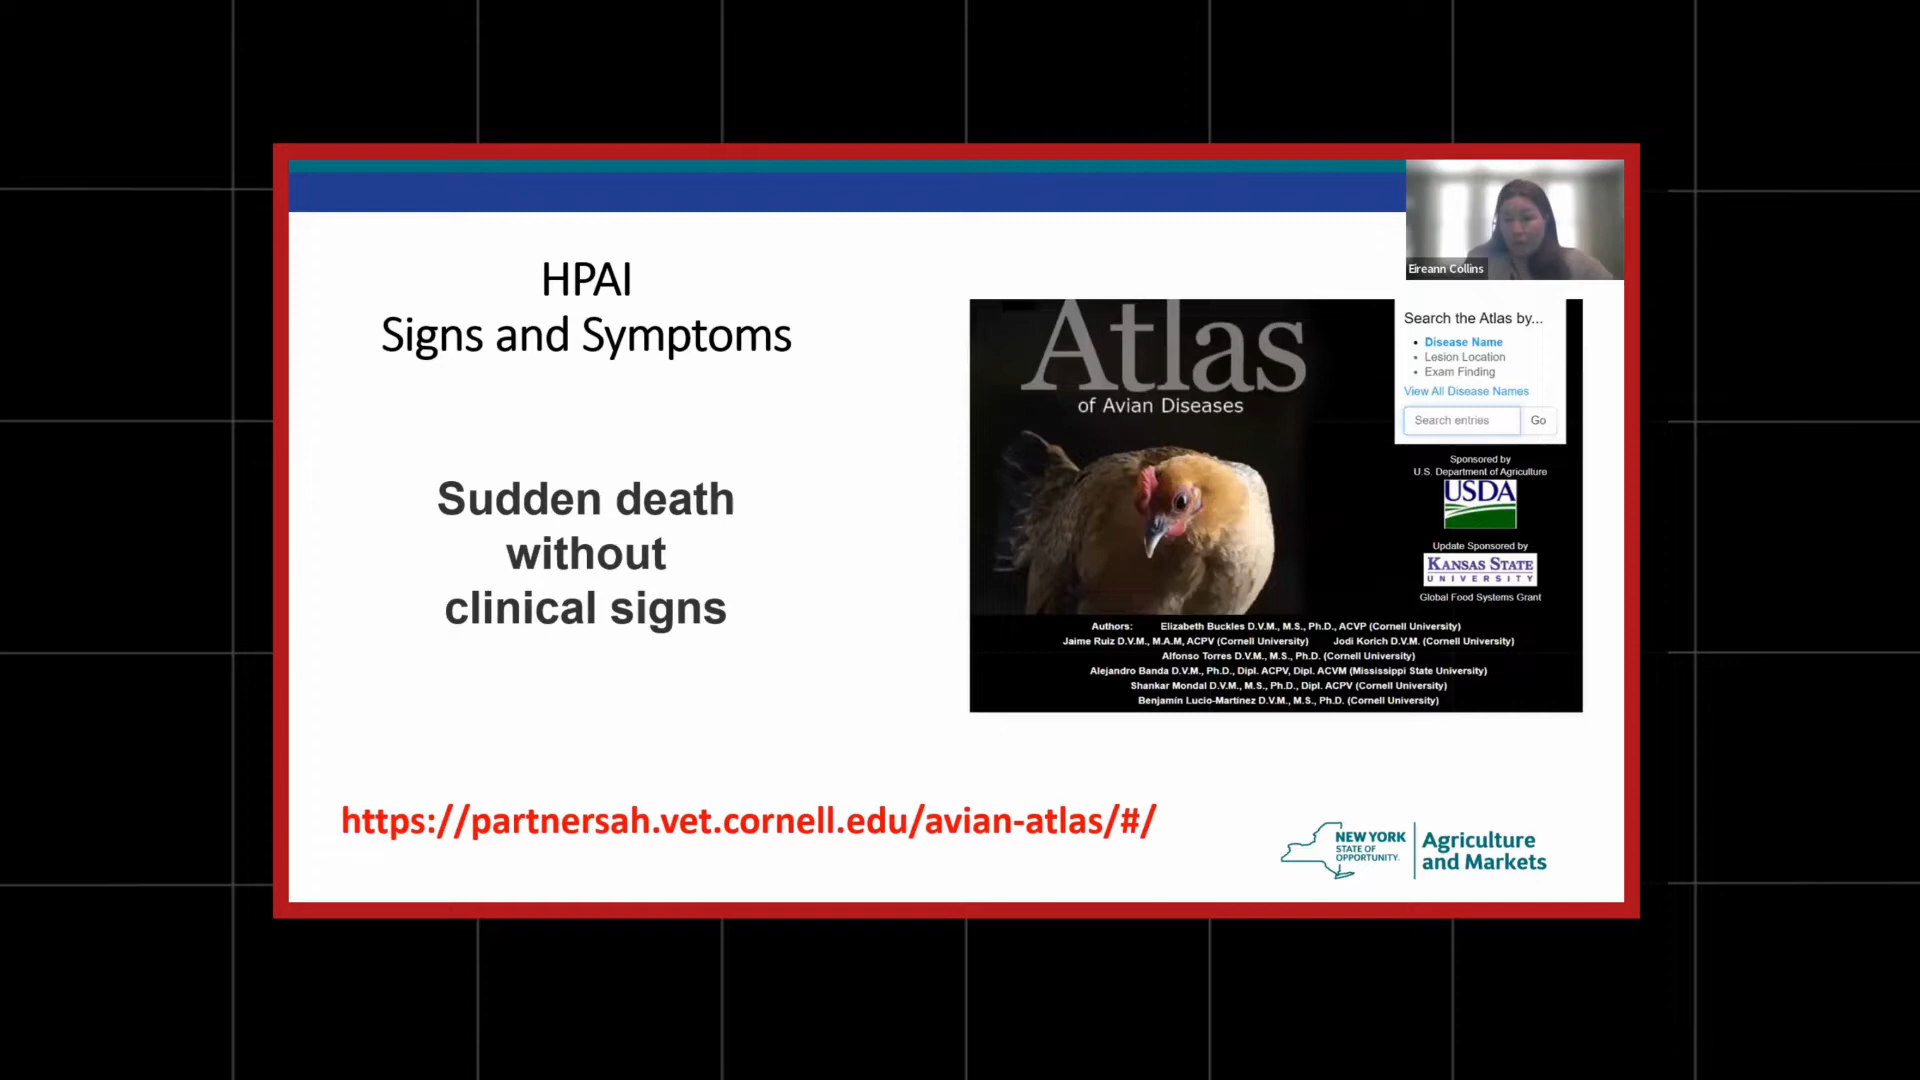 HPAI
Signs and Symptoms
Sudden death
without
clinical signs
https://partnersah.vet.cornell.edu/avian-atlas/#/
Eireann Collins
Atlas
of Avian Diseases
Search the Atlas by...
• Disease Name
• Lesion Location
• Exam Finding
View All Disease Names
Search entries Go
Sponsored by
U.S. Department of Agriculture
USDA
Update Sponsored by
KANSAS STATE
UNIVERSITY
Global Food Systems Grant
Authors: Elizabeth Buckles D.V.M., M.S., Ph.D., ACVP (Cornell University)
Jaime Ruiz D.V.M., M.A.M, ACPV (Cornell University) Jodi Korich D.V.M. (Cornell University)
Alfonso Torres D.V.M., M.S., Ph.D. (Cornell University)
Alejandro Banda D.V.M., Ph.D., Dipl. ACPV, Dipl. ACVM (Mississippi State University)
Shankar Mondal D.V.M., M.S., Ph.D., Dipl. ACPV (Cornell University)
Benjamín Lucio-Martínez D.V.M., M.S., Ph.D. (Cornell University)
NEW YORK
STATE OF
OPPORTUNITY.
Agriculture
and Markets